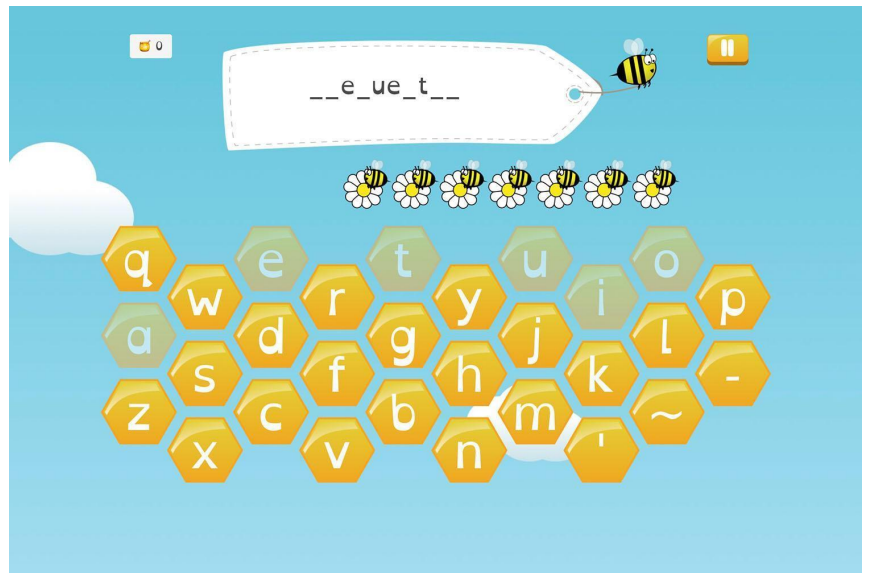 0
__e_ue_t__
q e t u o
w r y i p
a d g j l
s f h k -
z c b m ~
x v n '